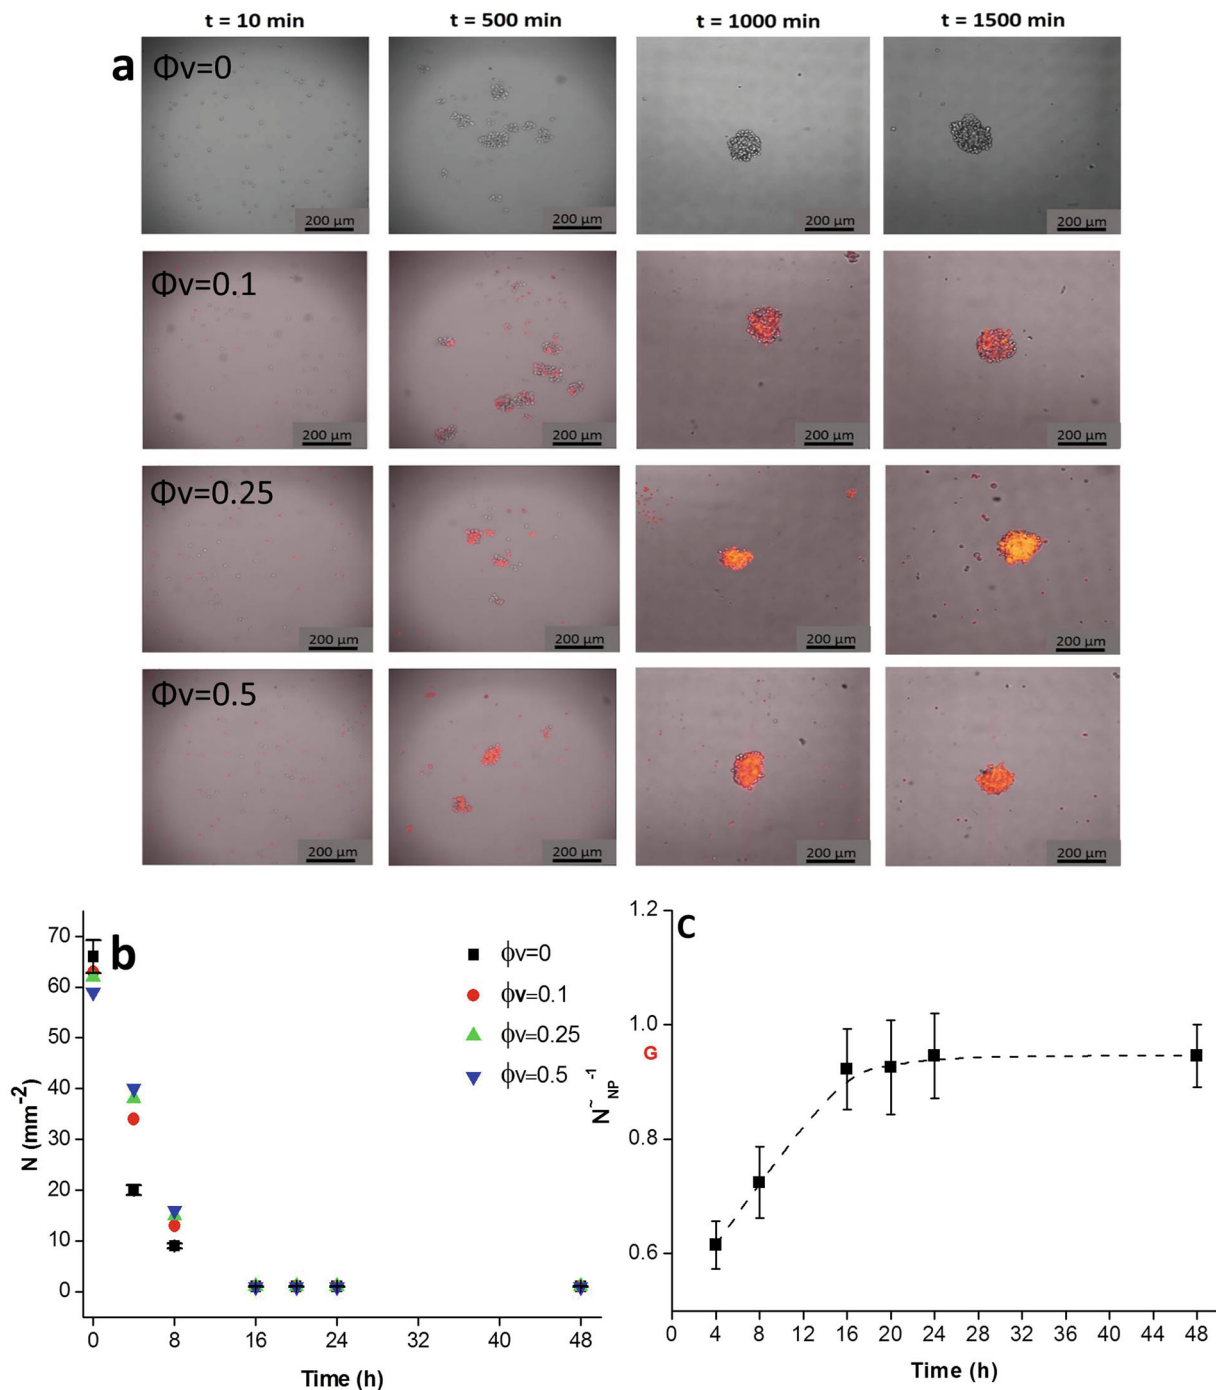 t = 10 min t = 500 min t = 1000 min t = 1500 min
a Φv=0
200 µm 200 µm 200 µm 200 µm
Φv=0.1
200 µm 200 µm 200 µm 200 µm
Φv=0.25
200 µm 200 µm 200 µm 200 µm
Φv=0.5
200 µm 200 µm 200 µm 200 µm
b
70
60
50
40
30
20
10
0
N (mm⁻²)
ϕv=0
ϕv=0.1
ϕv=0.25
ϕv=0.5
0 8 16 24 32 40 48
Time (h)
c
1.2
1.0
0.8
0.6
G
N~NP⁻¹
0 4 8 12 16 20 24 28 32 36 40 44 48
Time (h)